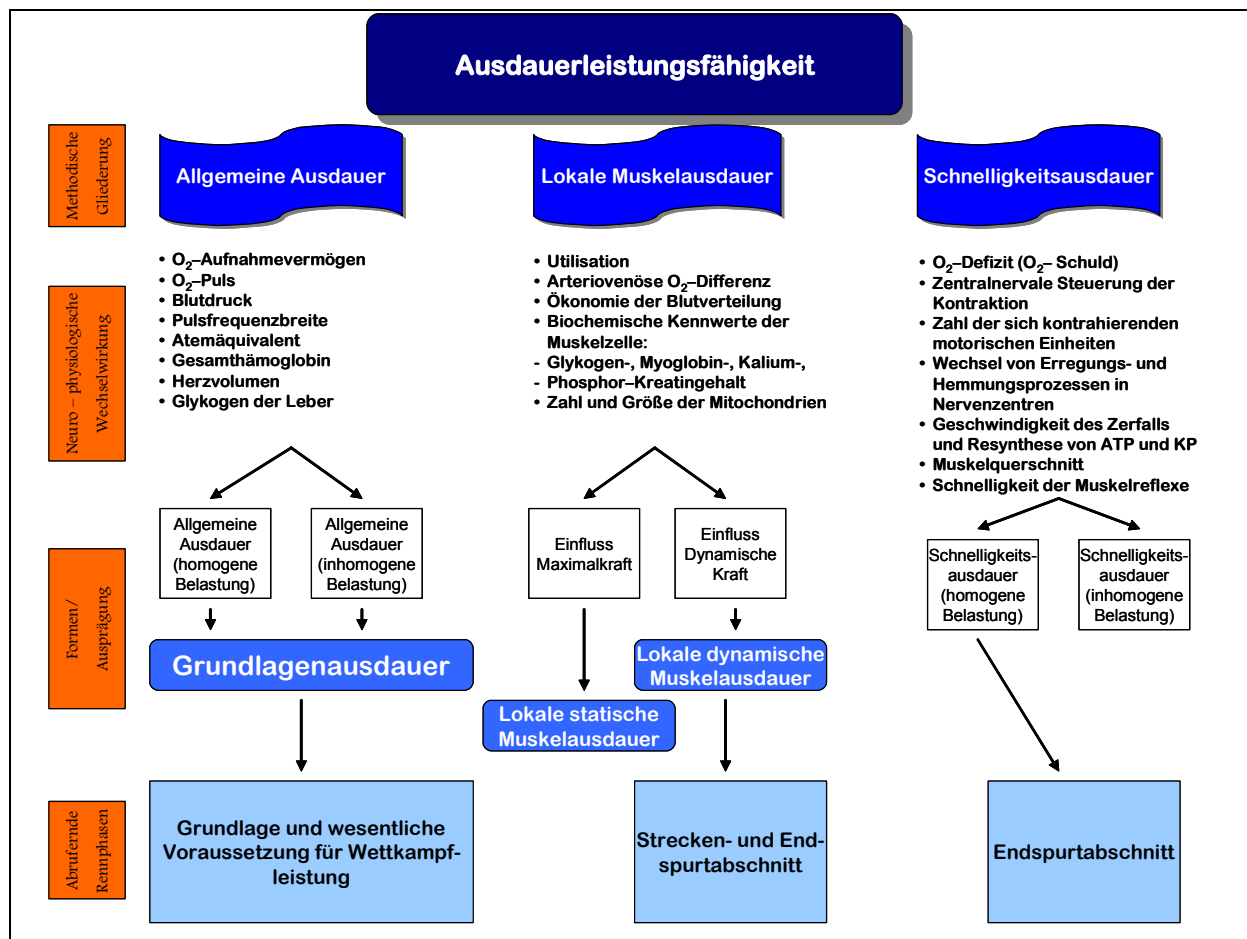 Ausdauerleistungsfähigkeit
Methodische
Gliederung
Allgemeine Ausdauer
Lokale Muskelausdauer
Schnelligkeitsausdauer
Neuro – physiologische
Wechselwirkung
• O₂–Aufnahmevermögen
• O₂–Puls
• Blutdruck
• Pulsfrequenzbreite
• Atemäquivalent
• Gesamthämoglobin
• Herzvolumen
• Glykogen der Leber
• Utilisation
• Arteriovenöse O₂–Differenz
• Ökonomie der Blutverteilung
• Biochemische Kennwerte der
Muskelzelle:
- Glykogen-, Myoglobin-, Kalium-,
- Phosphor–Kreatingehalt
• Zahl und Größe der Mitochondrien
• O₂–Defizit (O₂– Schuld)
• Zentralnervale Steuerung der
Kontraktion
• Zahl der sich kontrahierenden
motorischen Einheiten
• Wechsel von Erregungs- und
Hemmungsprozessen in
Nervenzentren
• Geschwindigkeit des Zerfalls
und Resynthese von ATP und KP
• Muskelquerschnitt
• Schnelligkeit der Muskelreflexe
Formen/
Ausprägung
Allgemeine
Ausdauer
(homogene
Belastung)
Allgemeine
Ausdauer
(inhomogene
Belastung)
Einfluss
Maximalkraft
Einfluss
Dynamische
Kraft
Schnelligkeits-
ausdauer
(homogene
Belastung)
Schnelligkeits-
ausdauer
(inhomogene
Belastung)
Grundlagenausdauer
Lokale dynamische
Muskelausdauer
Lokale statische
Muskelausdauer
Abrufernde
Rennphasen
Grundlage und wesentliche
Voraussetzung für Wettkampf-
leistung
Strecken- und End-
spurtabschnitt
Endspurtabschnitt